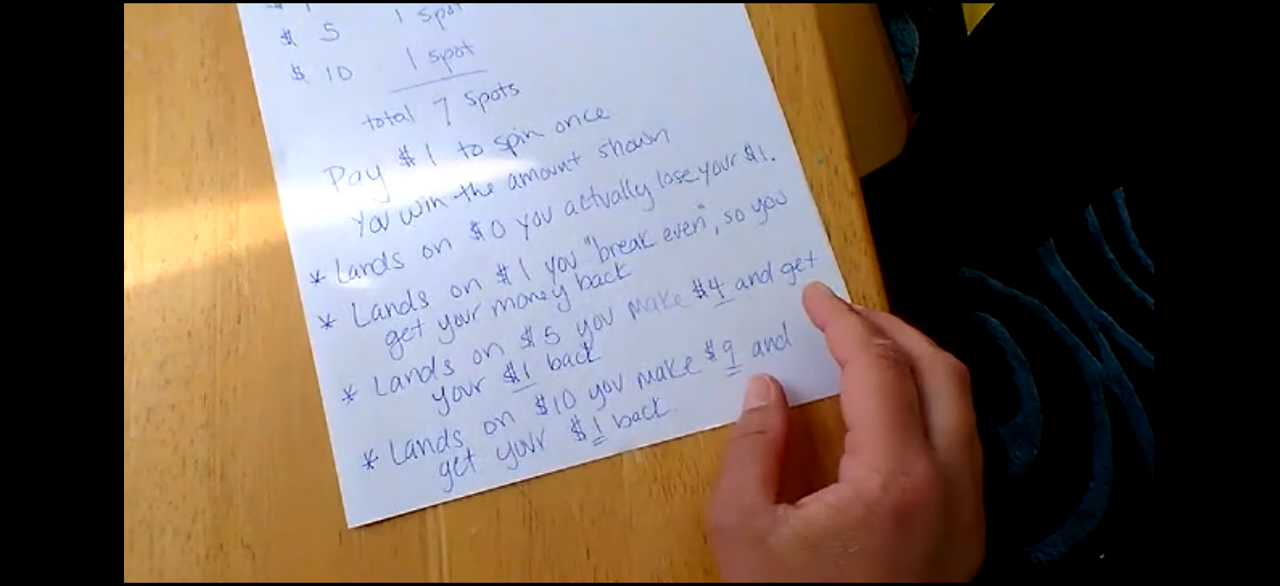 $ 5 1 spot
$ 10 1 spot
total 7 spots
Pay $1 to spin once
You win the amount shown
* Lands on $0 you actually lose your $1.
* Lands on $1 you "break even", so you
get your money back
* Lands on $5 you make $4 and get
your $1 back
* Lands on $10 you make $9 and
get your $1 back.